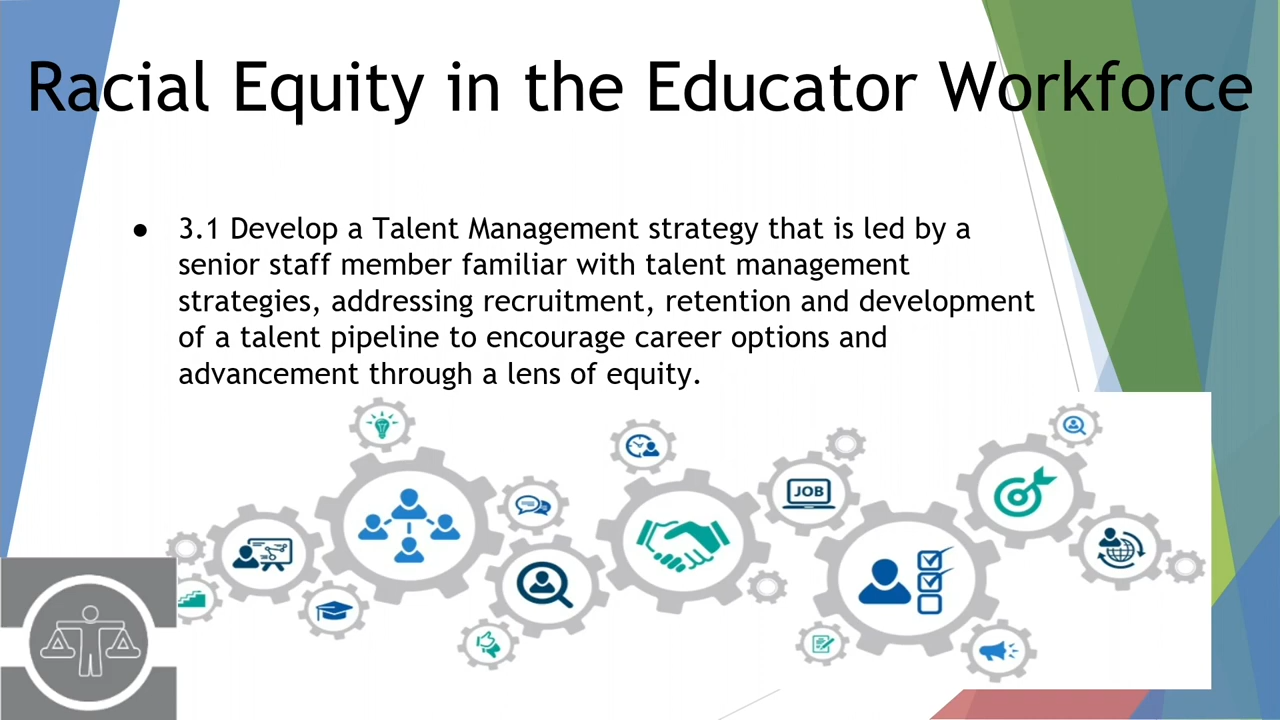 Racial Equity in the Educator Workforce
● 3.1 Develop a Talent Management strategy that is led by a
senior staff member familiar with talent management
strategies, addressing recruitment, retention and development
of a talent pipeline to encourage career options and
advancement through a lens of equity.
JOB